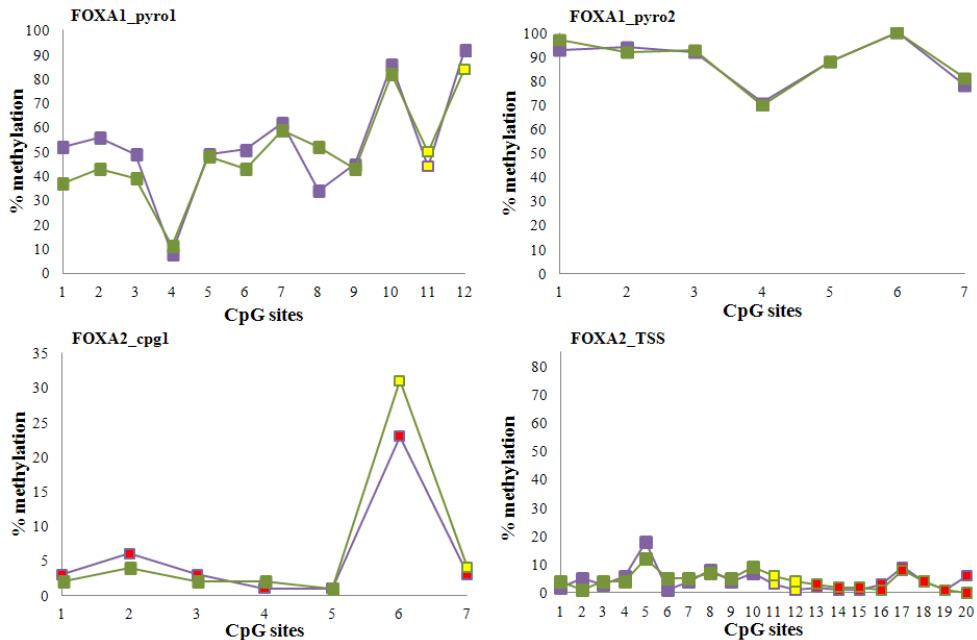 FOXA1_pyro1
% methylation
100
90
80
70
60
50
40
30
20
10
0
1 2 3 4 5 6 7 8 9 10 11 12
CpG sites
FOXA1_pyro2
% methylation
100
90
80
70
60
50
40
30
20
10
0
1 2 3 4 5 6 7
CpG sites
FOXA2_cpg1
% methylation
35
30
25
20
15
10
5
0
1 2 3 4 5 6 7
CpG sites
FOXA2_TSS
% methylation
80
70
60
50
40
30
20
10
0
1 2 3 4 5 6 7 8 9 10 11 12 13 14 15 16 17 18 19 20
CpG sites